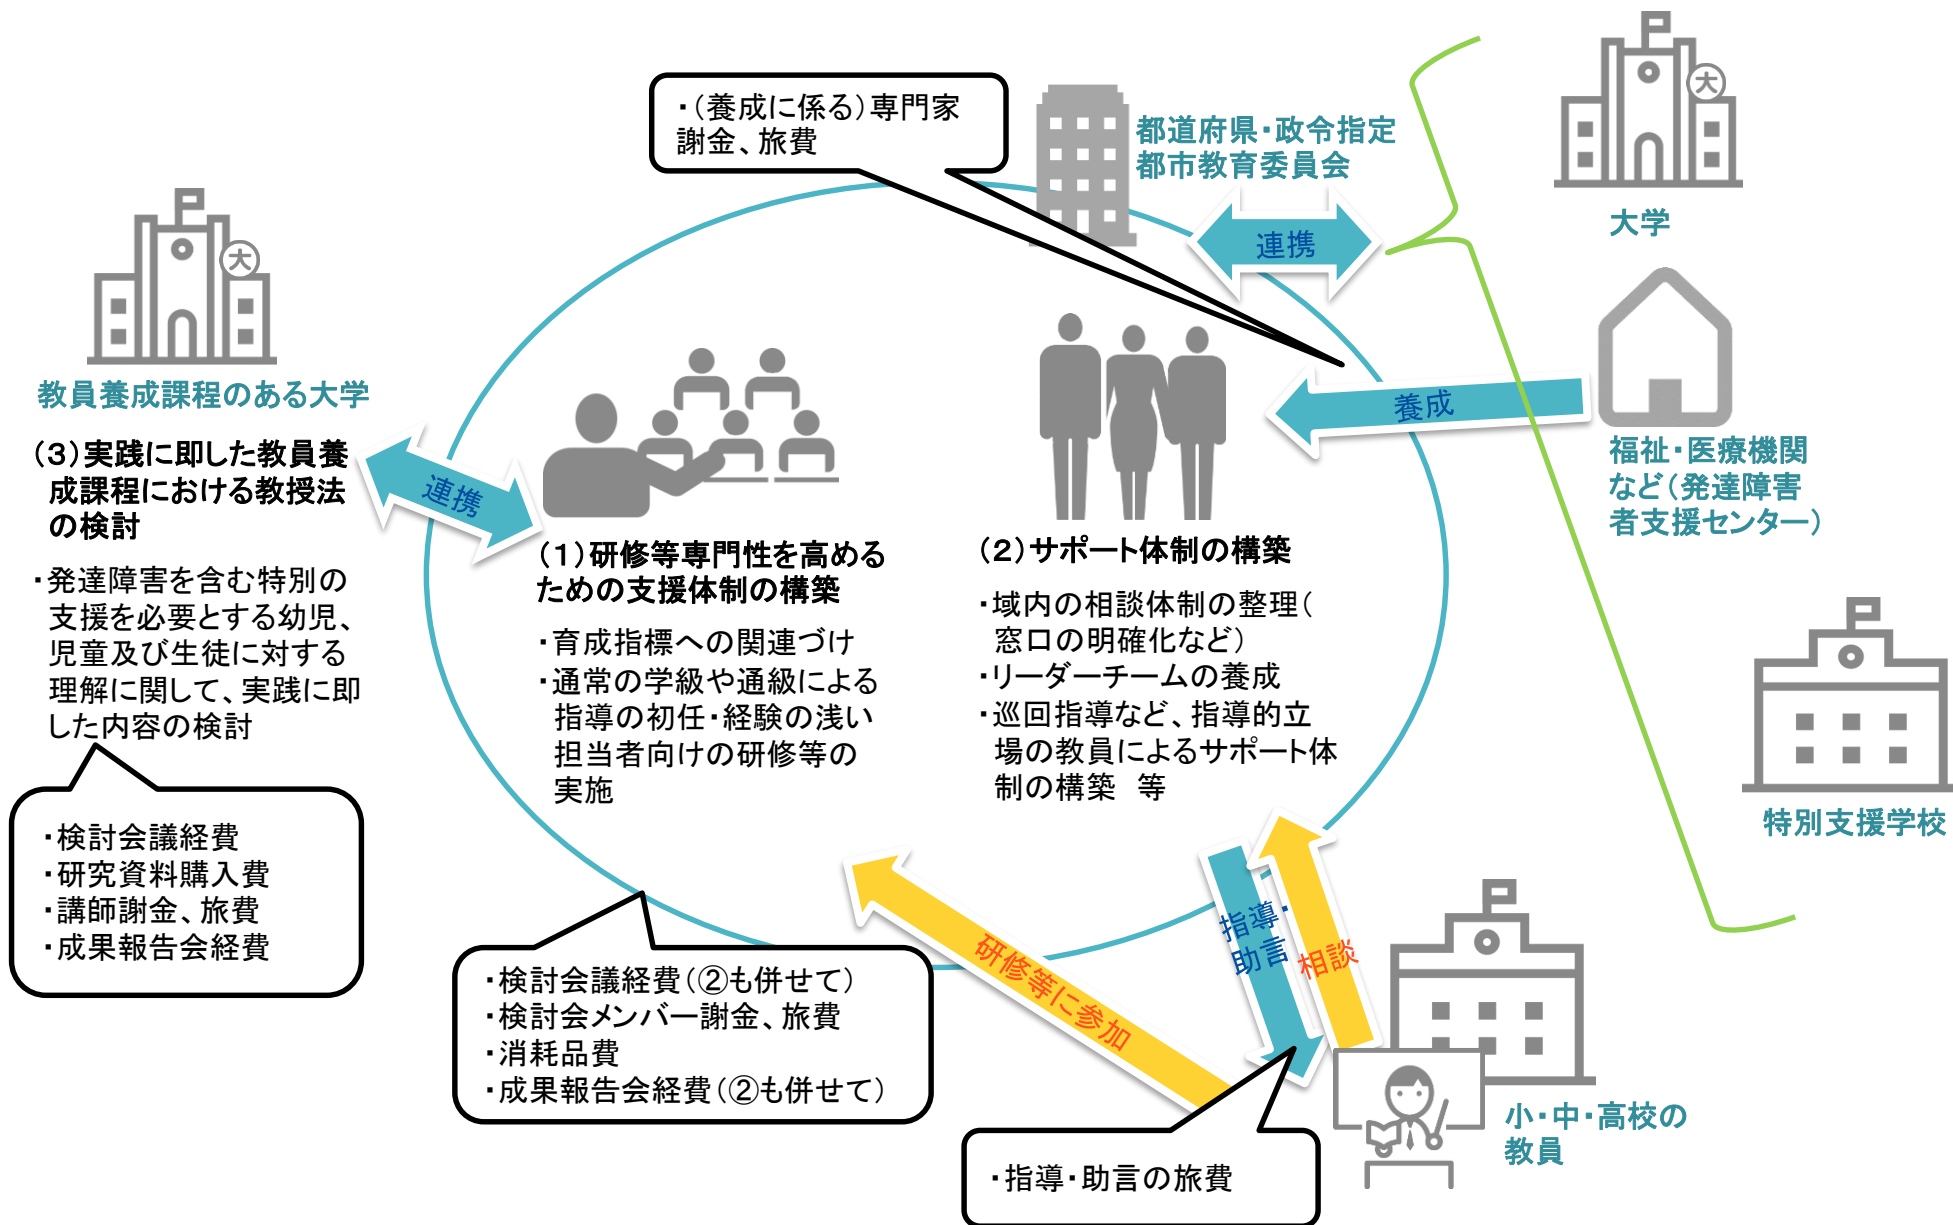 ・（養成に係る）専門家
謝金、旅費
都道府県・政令指定
都市教育委員会
連携
大
大学
大
教員養成課程のある大学
（３）実践に即した教員養
成課程における教授法
の検討
・発達障害を含む特別の
支援を必要とする幼児、
児童及び生徒に対する
理解に関して、実践に即
した内容の検討
・検討会議経費
・研究資料購入費
・講師謝金、旅費
・成果報告会経費
連携
（１）研修等専門性を高める
ための支援体制の構築
・育成指標への関連づけ
・通常の学級や通級による
指導の初任・経験の浅い
担当者向けの研修等の
実施
・検討会議経費（②も併せて）
・検討会メンバー謝金、旅費
・消耗品費
・成果報告会経費（②も併せて）
（２）サポート体制の構築
・域内の相談体制の整理（
窓口の明確化など）
・リーダーチームの養成
・巡回指導など、指導的立
場の教員によるサポート体
制の構築　等
養成
福祉・医療機関
など（発達障害
者支援センター）
特別支援学校
研修等に参加
指導・
助言
相談
・指導・助言の旅費
小・中・高校の
教員